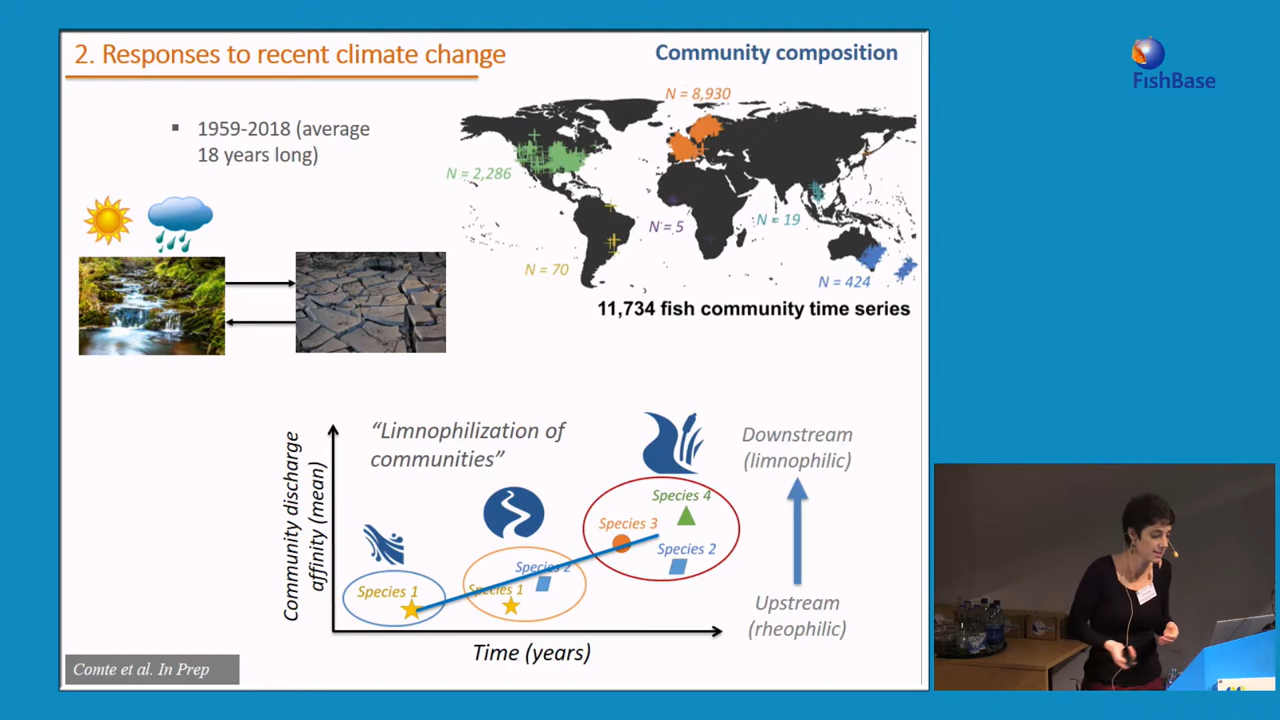 2. Responses to recent climate change
Community composition
FishBase
N = 8,930
▪ 1959-2018 (average
18 years long)
N = 2,286
N = 5
N = 19
N = 70
N = 424
11,734 fish community time series
"Limnophilization of
communities"
Downstream
(limnophilic)
Community discharge
affinity (mean)
Species 4
Species 3
Species 2
Species 2
Species 1
Species 1
Upstream
(rheophilic)
Time (years)
Comte et al. In Prep